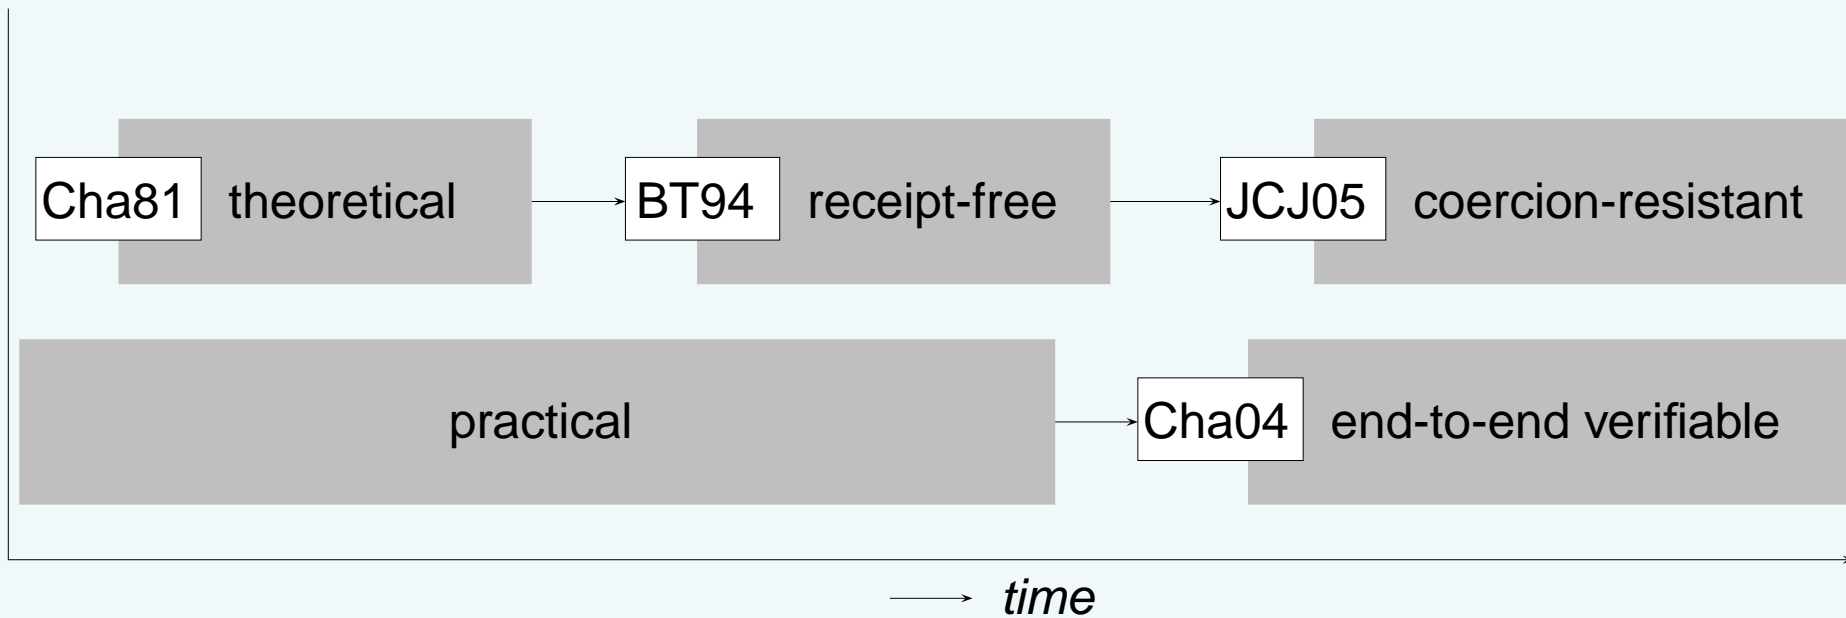 Cha81 theoretical BT94 receipt-free JCJ05 coercion-resistant
practical Cha04 end-to-end verifiable
time